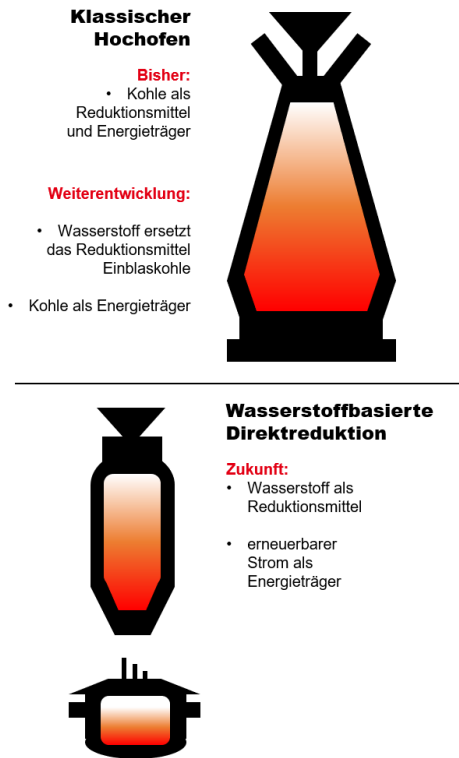 Klassischer
Hochofen
Bisher:
• Kohle als
Reduktionsmittel
und Energieträger
Weiterentwicklung:
• Wasserstoff ersetzt
das Reduktionsmittel
Einblaskohle
• Kohle als Energieträger
Wasserstoffbasierte
Direktreduktion
Zukunft:
• Wasserstoff als
Reduktionsmittel
• erneuerbarer
Strom als
Energieträger